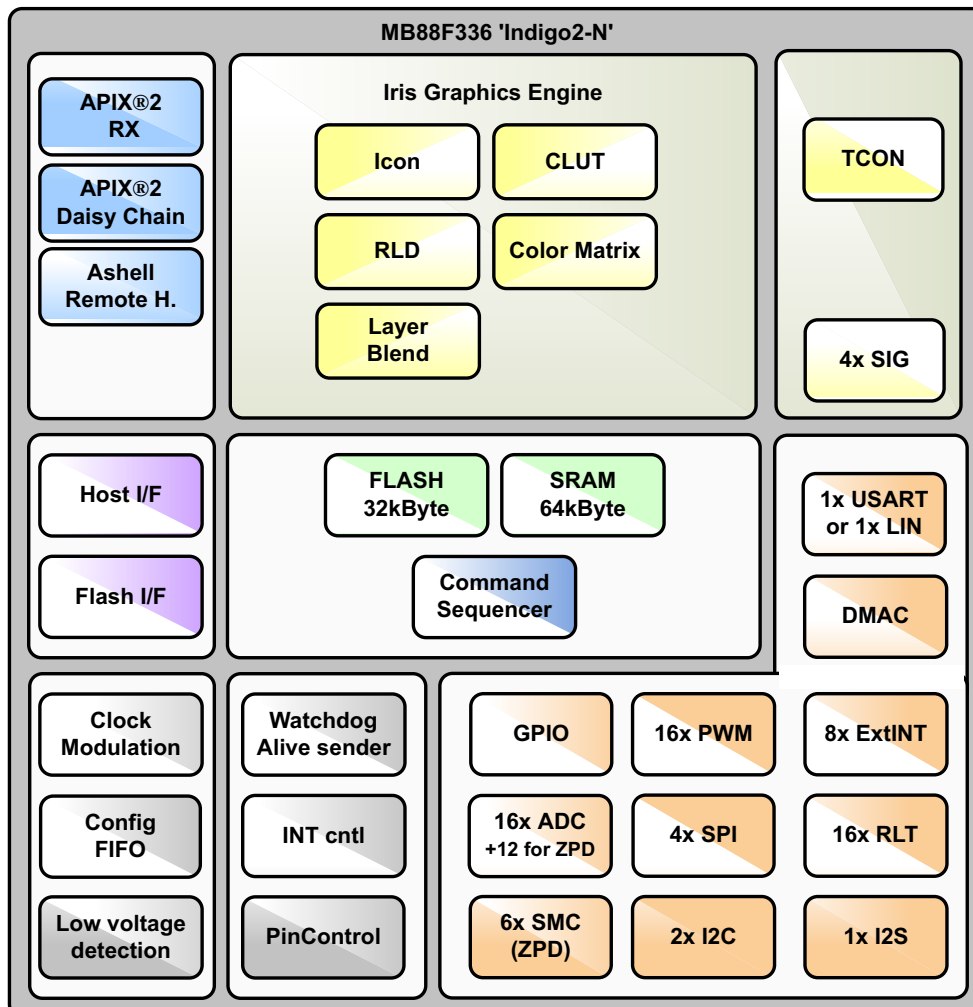 MB88F336 'Indigo2-N'
APIX®2
RX
APIX®2
Daisy Chain
Ashell
Remote H.
Iris Graphics Engine
Icon
CLUT
RLD
Color Matrix
Layer
Blend
TCON
4x SIG
Host I/F
Flash I/F
FLASH
32kByte
SRAM
64kByte
Command
Sequencer
1x USART
or 1x LIN
DMAC
Clock
Modulation
Config
FIFO
Low voltage
detection
Watchdog
Alive sender
INT cntl
PinControl
GPIO
16x PWM
8x ExtINT
16x ADC
+12 for ZPD
4x SPI
16x RLT
6x SMC
(ZPD)
2x I2C
1x I2S